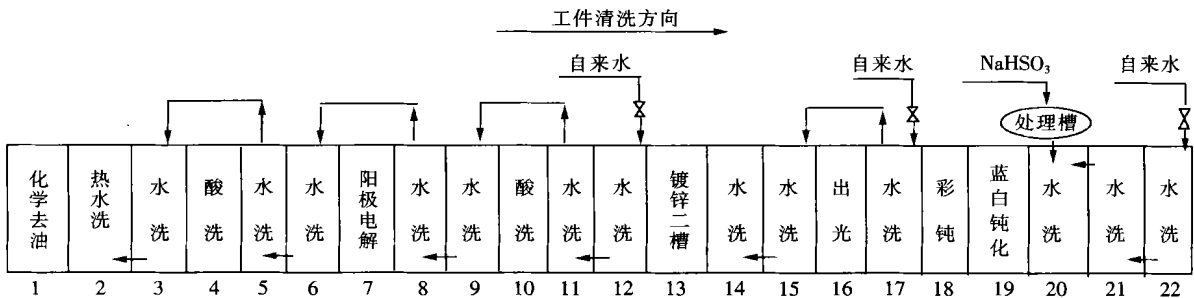 工件清洗方向
自来水
自来水
NaHSO₃
自来水
处理槽
化学去油
热水洗
水洗
酸洗
水洗
水洗
阳极电解
水洗
水洗
酸洗
水洗
水洗
镀锌二槽
水洗
水洗
出光
水洗
彩钝
蓝白钝化
水洗
水洗
水洗
1 2 3 4 5 6 7 8 9 10 11 12 13 14 15 16 17 18 19 20 21 22